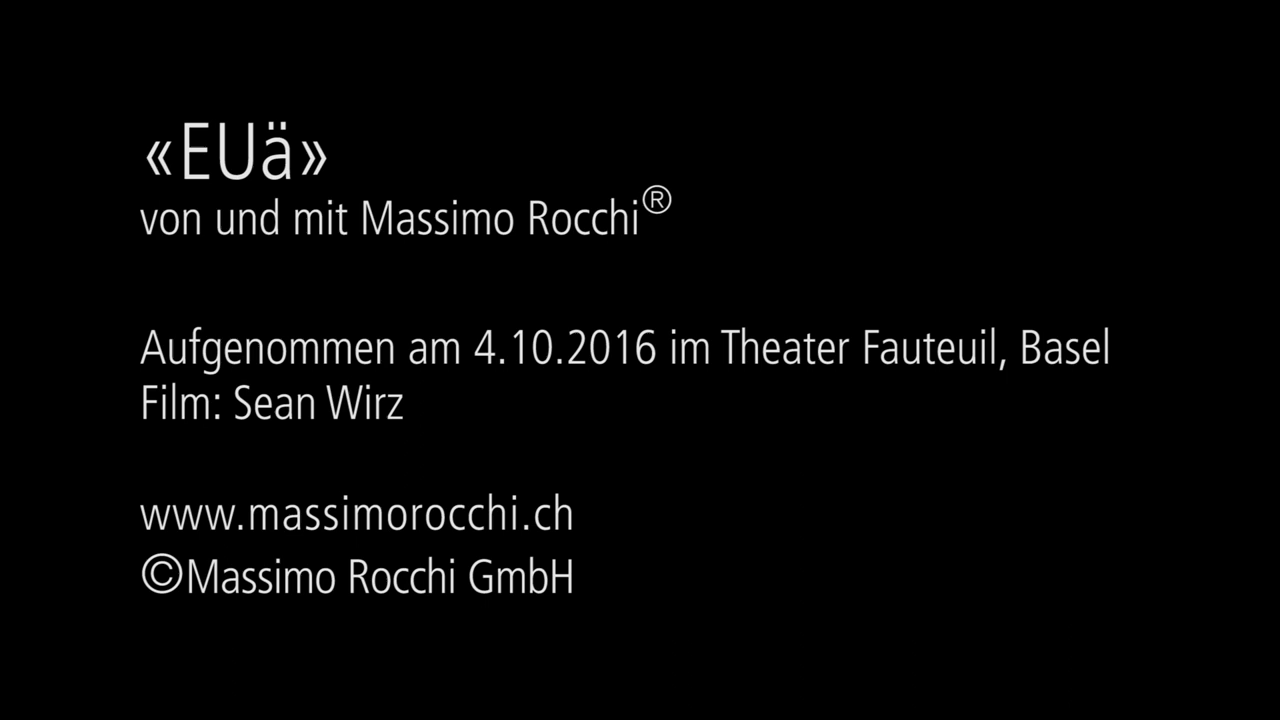 «EUä»
von und mit Massimo Rocchi®
Aufgenommen am 4.10.2016 im Theater Fauteuil, Basel
Film: Sean Wirz
www.massimorocchi.ch
©Massimo Rocchi GmbH